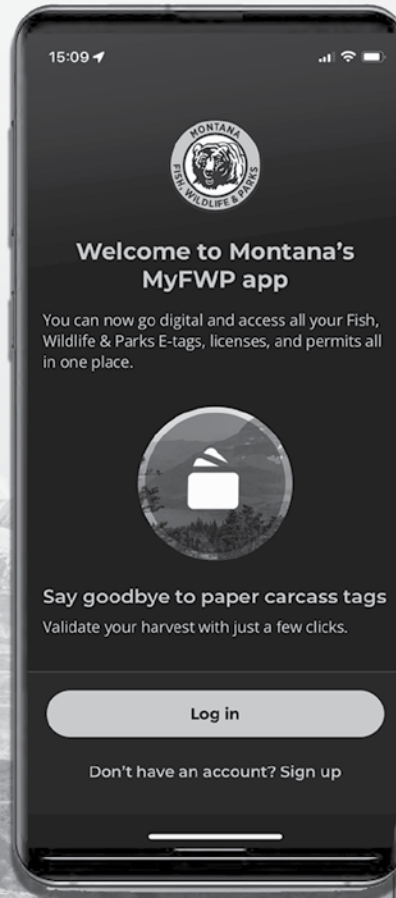 15:09
MONTANA
FISH, WILDLIFE & PARKS
Welcome to Montana’s
MyFWP app
You can now go digital and access all your Fish,
Wildlife & Parks E-tags, licenses, and permits all
in one place.
Say goodbye to paper carcass tags
Validate your harvest with just a few clicks.
Log in
Don’t have an account? Sign up